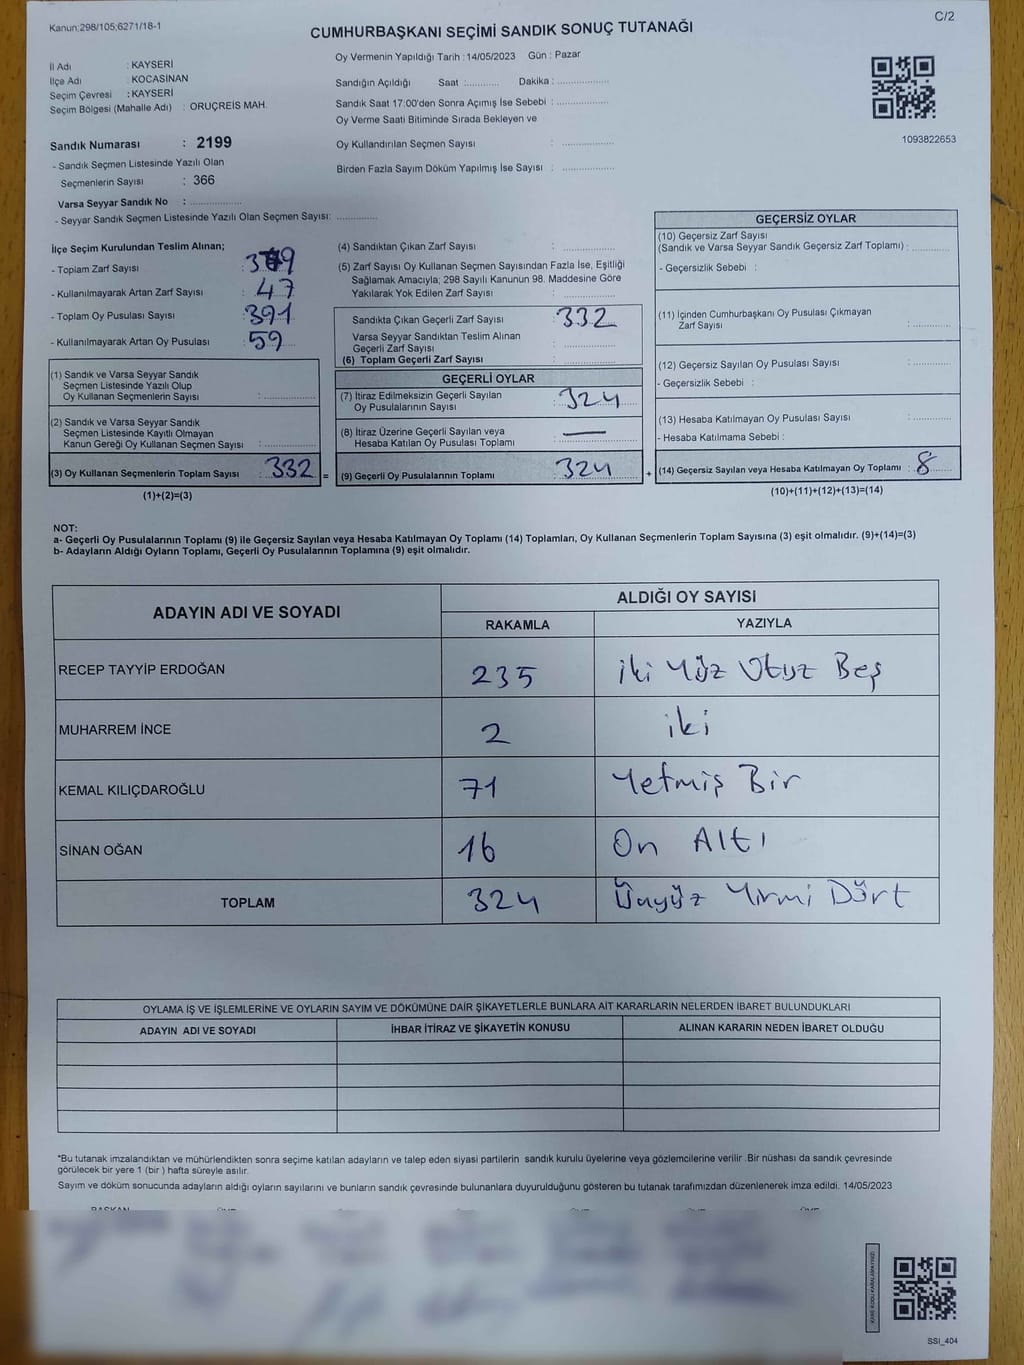 Kanun:298/105;6271/18-1
C/2
CUMHURBAŞKANI SEÇİMİ SANDIK SONUÇ TUTANAĞI
Oy Vermenin Yapıldığı Tarih : 14/05/2023 Gün : Pazar
İl Adı : KAYSERİ
İlçe Adı : KOCASİNAN
Seçim Çevresi : KAYSERİ
Seçim Bölgesi (Mahalle Adı) : ORUÇREİS MAH.
Sandık Numarası : 2199
- Sandık Seçmen Listesinde Yazılı Olan
Seçmenlerin Sayısı : 366
Varsa Seyyar Sandık No : ..................
- Seyyar Sandık Seçmen Listesinde Yazılı Olan Seçmen Sayısı: ..............
Sandığın Açıldığı Saat :............ Dakika : ..................
Sandık Saat 17:00'den Sonra Açımış İse Sebebi : ..................
Oy Verme Saati Bitiminde Sırada Bekleyen ve
Oy Kullandırılan Seçmen Sayısı : ..................
Birden Fazla Sayım Döküm Yapılmış İse Sayısı : ..................
1093822653
İlçe Seçim Kurulundan Teslim Alınan;
- Toplam Zarf Sayısı :
- Kullanılmayarak Artan Zarf Sayısı : 47
- Toplam Oy Pusulası Sayısı : 391
- Kullanılmayarak Artan Oy Pusulası : 59
(1) Sandık ve Varsa Seyyar Sandık
Seçmen Listesinde Yazılı Olup
Oy Kullanan Seçmenlerin Sayısı : ..................
(2) Sandık ve Varsa Seyyar Sandık
Seçmen Listesinde Kayıtlı Olmayan
Kanun Gereği Oy Kullanan Seçmen Sayısı : ..................
(3) Oy Kullanan Seçmenlerin Toplam Sayısı : 332 =
(1)+(2)=(3)
(4) Sandıktan Çıkan Zarf Sayısı : ..................
(5) Zarf Sayısı Oy Kullanan Seçmen Sayısından Fazla İse, Eşitliği
Sağlamak Amacıyla; 298 Sayılı Kanunun 98. Maddesine Göre
Yakılarak Yok Edilen Zarf Sayısı : ..................
Sandıkta Çıkan Geçerli Zarf Sayısı : 332
Varsa Seyyar Sandıktan Teslim Alınan
Geçerli Zarf Sayısı : ..................
(6) Toplam Geçerli Zarf Sayısı : ..................
GEÇERLİ OYLAR
(7) İtiraz Edilmeksizin Geçerli Sayılan
Oy Pusulalarının Sayısı : 324
(8) İtiraz Üzerine Geçerli Sayılan veya
Hesaba Katılan Oy Pusulası Toplamı : —
(9) Geçerli Oy Pusulalarının Toplamı : 324 +
GEÇERSİZ OYLAR
(10) Geçersiz Zarf Sayısı
(Sandık ve Varsa Seyyar Sandık Geçersiz Zarf Toplamı) : ............
- Geçersizlik Sebebi :
(11) İçinden Cumhurbaşkanı Oy Pusulası Çıkmayan
Zarf Sayısı : ............
(12) Geçersiz Sayılan Oy Pusulası Sayısı : ............
- Geçersizlik Sebebi :
(13) Hesaba Katılmayan Oy Pusulası Sayısı : ............
- Hesaba Katılmama Sebebi :
(14) Geçersiz Sayılan veya Hesaba Katılmayan Oy Toplamı : 8
(10)+(11)+(12)+(13)=(14)
NOT:
a- Geçerli Oy Pusulalarının Toplamı (9) ile Geçersiz Sayılan veya Hesaba Katılmayan Oy Toplamı (14) Toplamları, Oy Kullanan Seçmenlerin Toplam Sayısına (3) eşit olmalıdır. (9)+(14)=(3)
b- Adayların Aldığı Oyların Toplamı, Geçerli Oy Pusulalarının Toplamına (9) eşit olmalıdır.
ADAYIN ADI VE SOYADI ALDIĞI OY SAYISI
RAKAMLA YAZIYLA
RECEP TAYYİP ERDOĞAN 235 İki Yüz Otuz Beş
MUHARREM İNCE 2 iki
KEMAL KILIÇDAROĞLU 71 Yetmiş Bir
SİNAN OĞAN 16 On Altı
TOPLAM 324 Üçyüz Yirmi Dört
OYLAMA İŞ VE İŞLEMLERİNE VE OYLARIN SAYIM VE DÖKÜMÜNE DAİR ŞİKAYETLERLE BUNLARA AİT KARARLARIN NELERDEN İBARET BULUNDUKLARI
ADAYIN ADI VE SOYADI İHBAR İTİRAZ VE ŞİKAYETİN KONUSU ALINAN KARARIN NEDEN İBARET OLDUĞU
*Bu tutanak imzalandıktan ve mühürlendikten sonra seçime katılan adayların ve talep eden siyasi partilerin sandık kurulu üyelerine veya gözlemcilerine verilir .Bir nüshası da sandık çevresinde
görülecek bir yere 1 (bir ) hafta süreyle asılır.
Sayım ve döküm sonucunda adayların aldığı oyların sayılarını ve bunların sandık çevresinde bulunanlara duyurulduğunu gösteren bu tutanak tarafımızdan düzenlenerek imza edildi. 14/05/2023
SSI_404